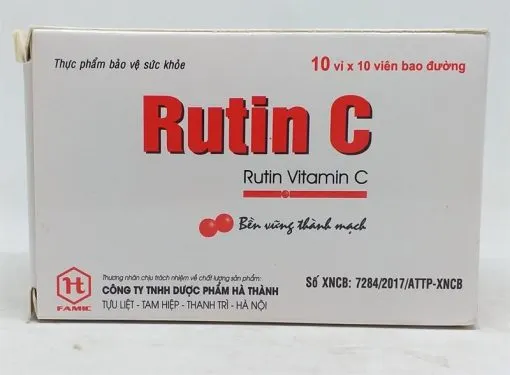 Thực phẩm bảo vệ sức khỏe
10 vỉ x 10 viên bao đường
Rutin C
Rutin Vitamin C
Bền vững thành mạch
Thương nhân chịu trách nhiệm về chất lượng sản phẩm:
CÔNG TY TNHH DƯỢC PHẨM HÀ THÀNH
TỰU LIỆT - TAM HIỆP - THANH TRÌ - HÀ NỘI
FAMIC
Số XNCB: 7284/2017/ATTP-XNCB